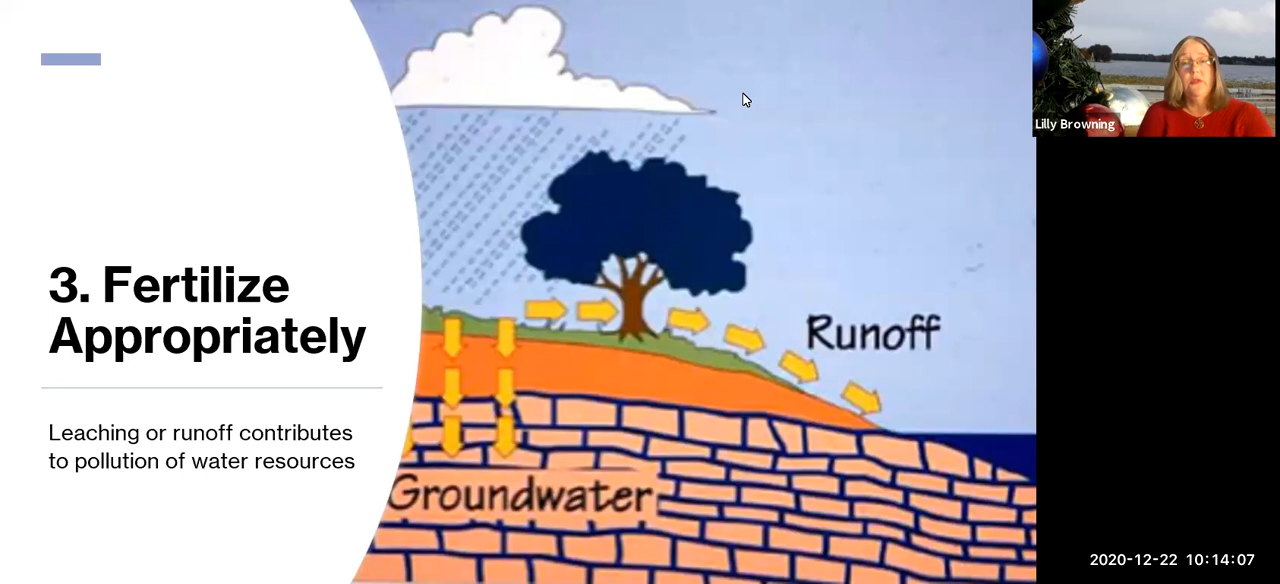 3. Fertilize
Appropriately
Leaching or runoff contributes
to pollution of water resources
Runoff
Groundwater
Lilly Browning
2020-12-22 10:14:07